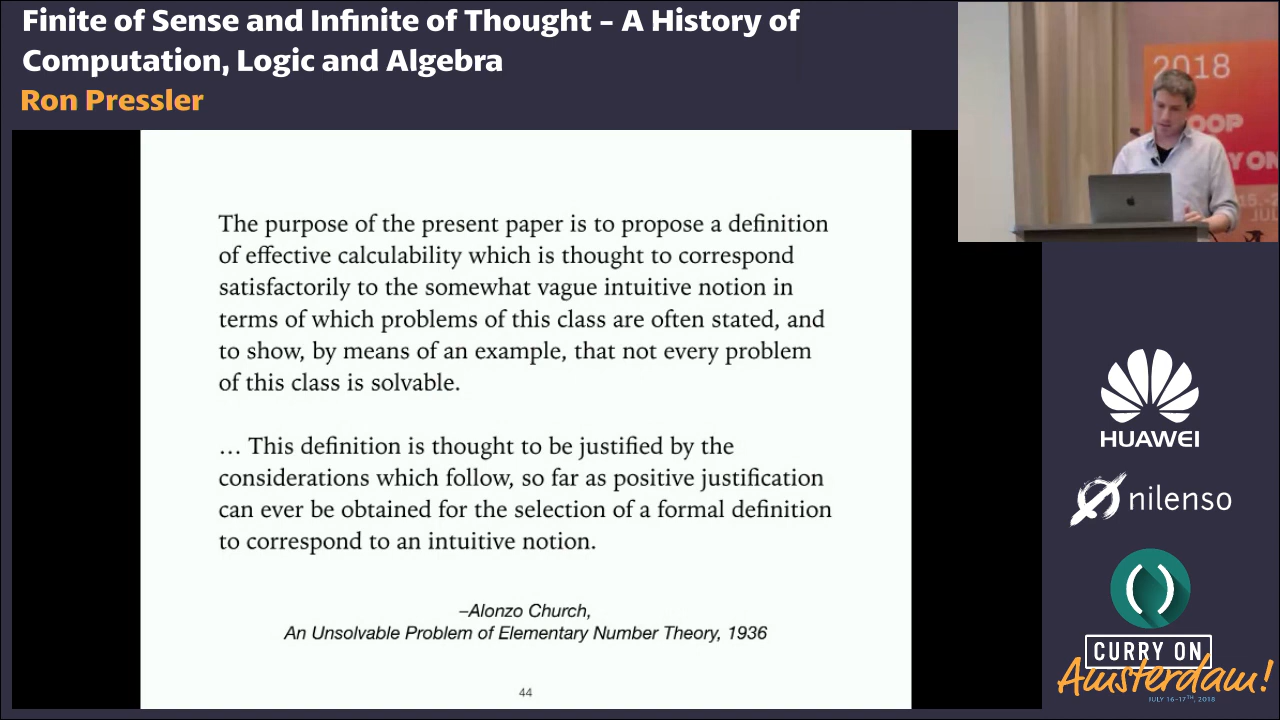 Finite of Sense and Infinite of Thought – A History of
Computation, Logic and Algebra
Ron Pressler
2018
The purpose of the present paper is to propose a definition
of effective calculability which is thought to correspond
satisfactorily to the somewhat vague intuitive notion in
terms of which problems of this class are often stated, and
to show, by means of an example, that not every problem
of this class is solvable.
… This definition is thought to be justified by the
considerations which follow, so far as positive justification
can ever be obtained for the selection of a formal definition
to correspond to an intuitive notion.
–Alonzo Church,
An Unsolvable Problem of Elementary Number Theory, 1936
44
HUAWEI
nilenso
CURRY ON
Amsterdam!
JULY 16-17TH, 2018